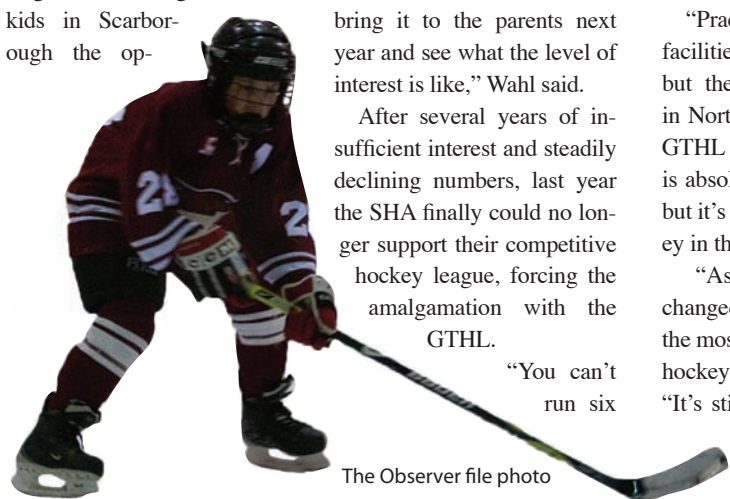 kids in Scarbor-
ough the op-
bring it to the parents next
year and see what the level of
interest is like,” Wahl said.
After several years of in-
sufficient interest and steadily
declining numbers, last year
the SHA finally could no lon-
ger support their competitive
hockey league, forcing the
amalgamation with the
GTHL.
“You can’t
run six
The Observer file photo
“Prac
facilitie
but the
in Nort
GTHL
is absol
but it’s
ey in th
“As
changed
the mos
hockey
“It’s sti